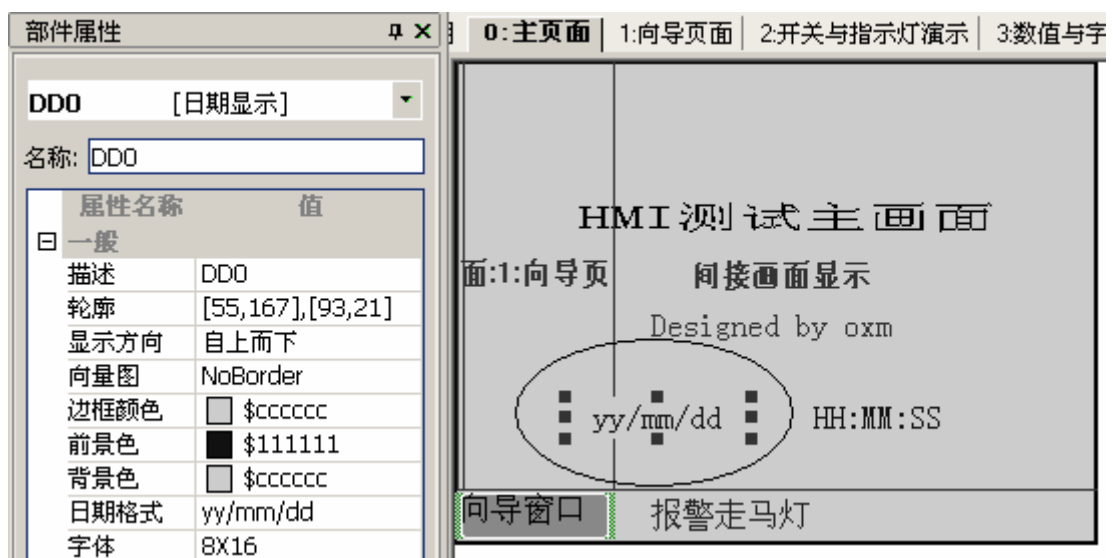 部件属性
0:主页面 1:向导页面 2:开关与指示灯演示 3:数值与字
DD0 [日期显示]
名称: DD0
属性名称 值
一般
描述 DD0
轮廓 [55,167],[93,21]
显示方向 自上而下
向量图 NoBorder
边框颜色 $cccccc
前景色 $111111
背景色 $cccccc
日期格式 yy/mm/dd
字体 8X16
HMI测试主画面
面:1:向导页 间接画面显示
Designed by oxm
yy/mm/dd HH:MM:SS
向导窗口 报警走马灯